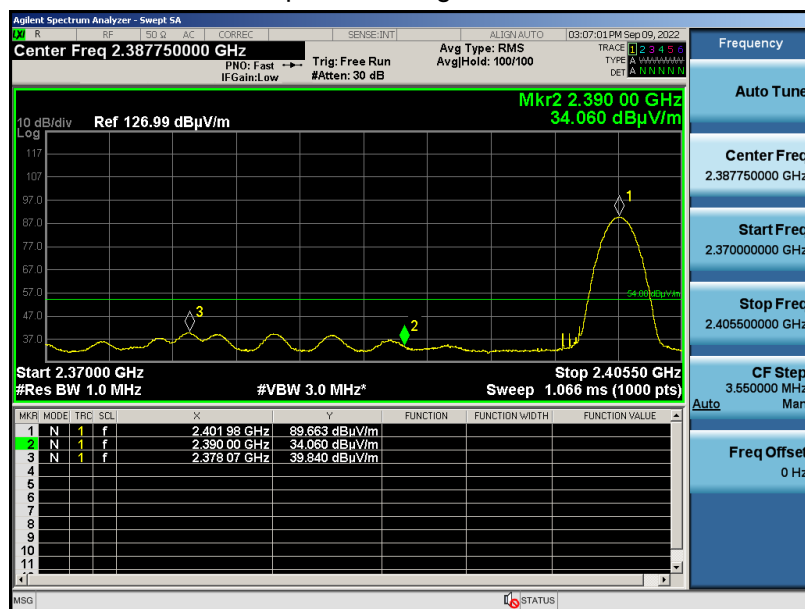 Agilent Spectrum Analyzer - Swept SA
LXI R RF 50 Ω AC CORREC SENSE:INT ALIGN AUTO 03:07:01 PM Sep 09, 2022
Center Freq 2.387750000 GHz
PNO: Fast
IFGain:Low
Trig: Free Run
#Atten: 30 dB
Avg Type: RMS
Avg|Hold: 100/100
TRACE 1 2 3 4 5 6
TYPE A WWWWW
DET A N N N N N
Mkr2 2.390 00 GHz
34.060 dBµV/m
10 dB/div Ref 126.99 dBµV/m
Log
117
107
97.0
87.0
77.0
67.0
57.0
47.0
37.0
1
54.00 dBµV/m
3
2
Start 2.37000 GHz Stop 2.40550 GHz
#Res BW 1.0 MHz #VBW 3.0 MHz* Sweep 1.066 ms (1000 pts)
MKR MODE TRC SCL X Y FUNCTION FUNCTION WIDTH FUNCTION VALUE
1 N 1 f 2.401 98 GHz 89.663 dBµV/m
2 N 1 f 2.390 00 GHz 34.060 dBµV/m
3 N 1 f 2.378 07 GHz 39.840 dBµV/m
4
5
6
7
8
9
10
11
MSG STATUS
Frequency
Auto Tune
Center Freq
2.387750000 GHz
Start Freq
2.370000000 GHz
Stop Freq
2.405500000 GHz
CF Step
3.550000 MHz
Auto Man
Freq Offset
0 Hz